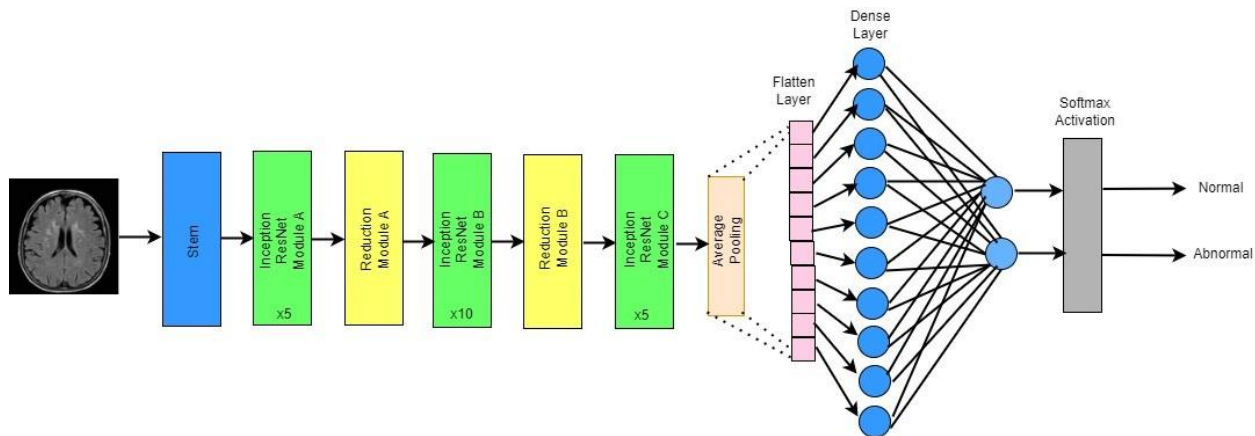 Stem
Inception
ResNet
Module A
x5
Reduction
Module A
Inception
ResNet
Module B
x10
Reduction
Module B
Inception
ResNet
Module C
x5
Average
Pooling
Flatten
Layer
Dense
Layer
Softmax
Activation
Normal
Abnormal